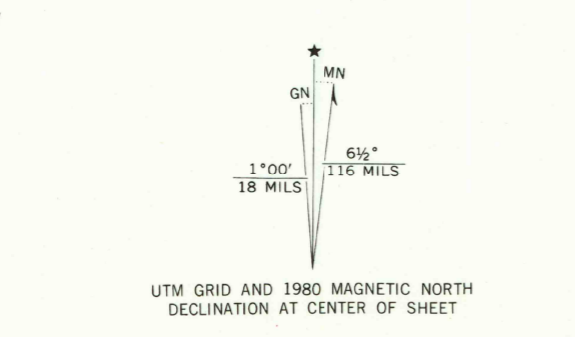 ★
MN
GN
6½°
116 MILS
1°00'
18 MILS
UTM GRID AND 1980 MAGNETIC NORTH
DECLINATION AT CENTER OF SHEET